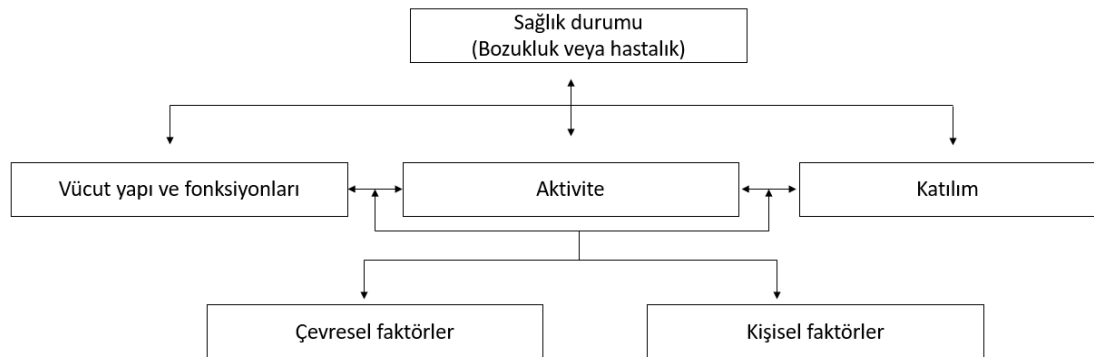 Sağlık durumu
(Bozukluk veya hastalık)
Vücut yapı ve fonksiyonları
Aktivite
Katılım
Çevresel faktörler
Kişisel faktörler